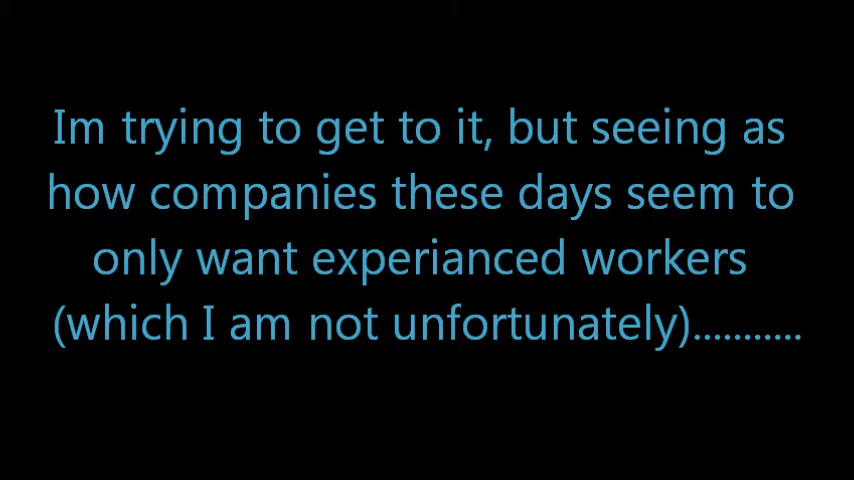 Im trying to get to it, but seeing as
how companies these days seem to
only want experianced workers
(which I am not unfortunately)...........